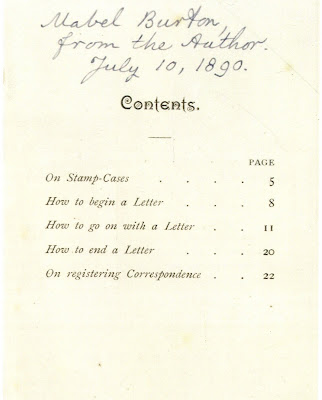 Mabel Burton,
from the Author.
July 10, 1890.
Contents.
PAGE
On Stamp-Cases . . . . 5
How to begin a Letter . . . 8
How to go on with a Letter . . 11
How to end a Letter . . . 20
On registering Correspondence . . 22